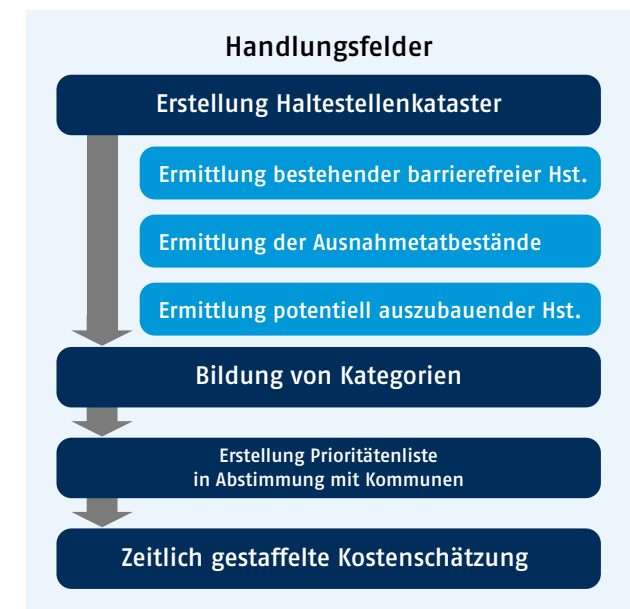 Handlungsfelder
Erstellung Haltestellenkataster
Ermittlung bestehender barrierefreier Hst.
Ermittlung der Ausnahmetatbestände
Ermittlung potentiell auszubauender Hst.
Bildung von Kategorien
Erstellung Prioritätenliste
in Abstimmung mit Kommunen
Zeitlich gestaffelte Kostenschätzung